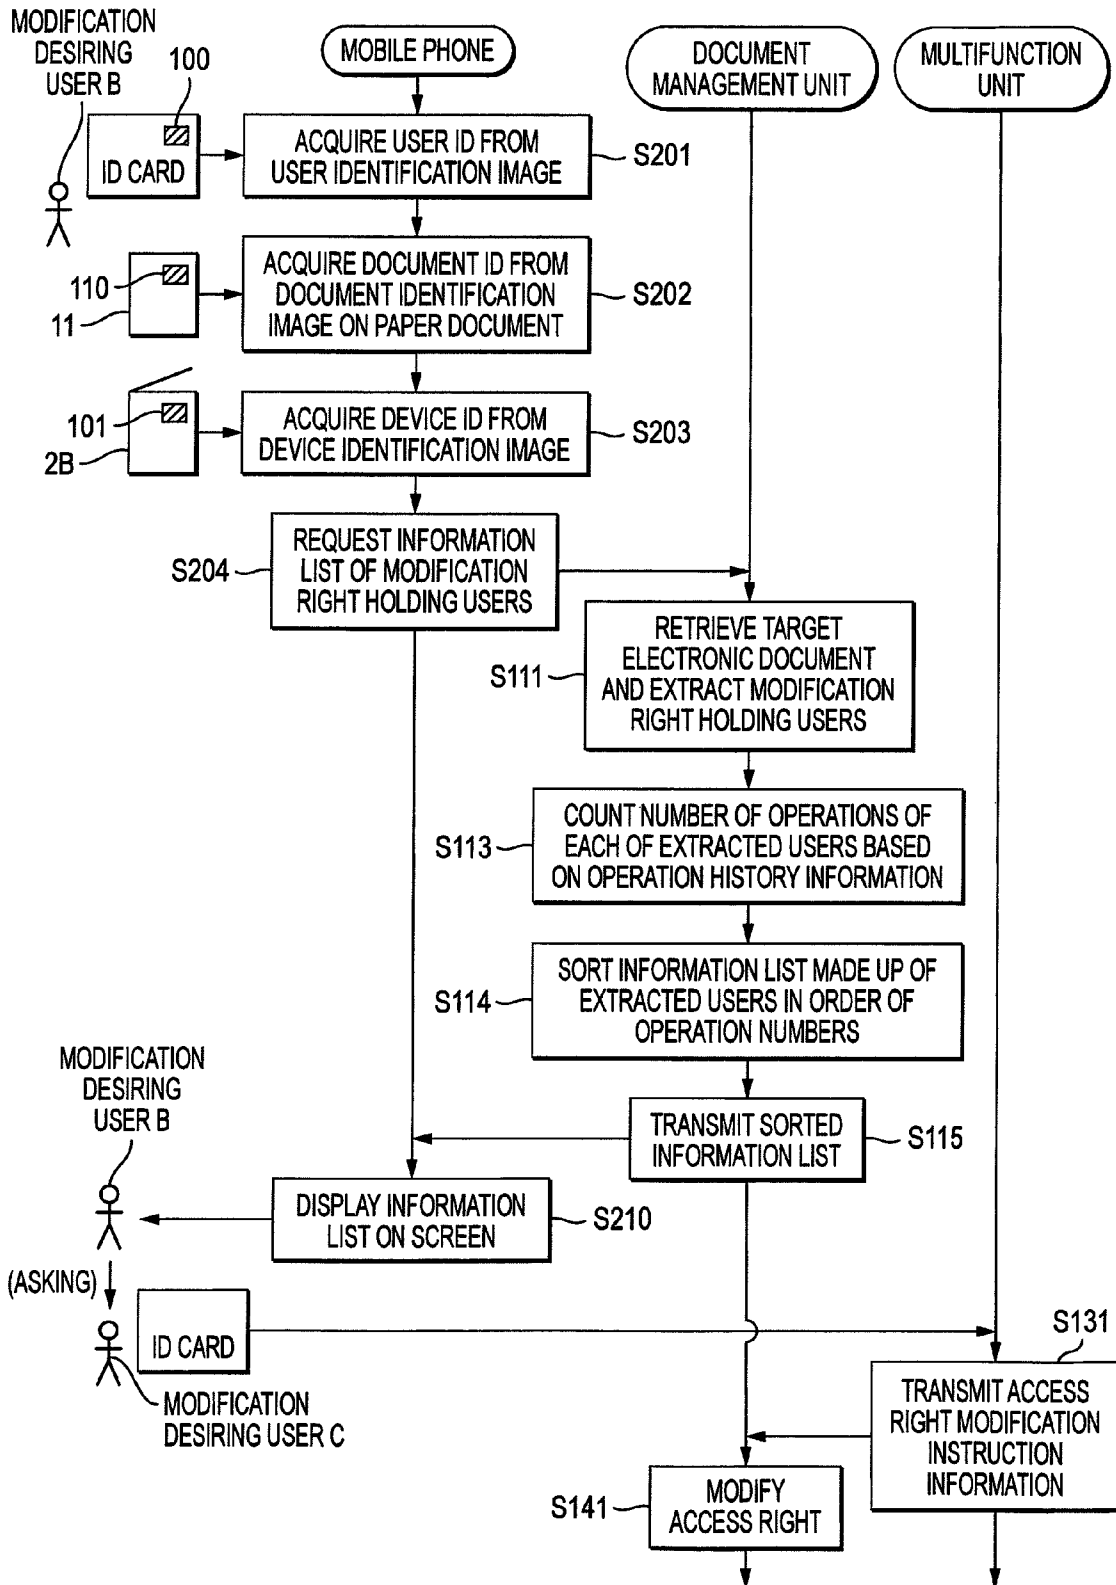 MODIFICATION
DESIRING
USER B
100
MOBILE PHONE
DOCUMENT
MANAGEMENT UNIT
MULTIFUNCTION
UNIT
ID CARD
ACQUIRE USER ID FROM
USER IDENTIFICATION IMAGE
S201
110
11
ACQUIRE DOCUMENT ID FROM
DOCUMENT IDENTIFICATION
IMAGE ON PAPER DOCUMENT
S202
101
2B
ACQUIRE DEVICE ID FROM
DEVICE IDENTIFICATION IMAGE
S203
S204
REQUEST INFORMATION
LIST OF MODIFICATION
RIGHT HOLDING USERS
S111
RETRIEVE TARGET
ELECTRONIC DOCUMENT
AND EXTRACT MODIFICATION
RIGHT HOLDING USERS
S113
COUNT NUMBER OF OPERATIONS OF
EACH OF EXTRACTED USERS BASED
ON OPERATION HISTORY INFORMATION
S114
SORT INFORMATION LIST MADE UP OF
EXTRACTED USERS IN ORDER OF
OPERATION NUMBERS
MODIFICATION
DESIRING
USER B
TRANSMIT SORTED
INFORMATION LIST
S115
DISPLAY INFORMATION
LIST ON SCREEN
S210
(ASKING)
ID CARD
MODIFICATION
DESIRING USER C
S131
TRANSMIT ACCESS
RIGHT MODIFICATION
INSTRUCTION
INFORMATION
S141
MODIFY
ACCESS RIGHT